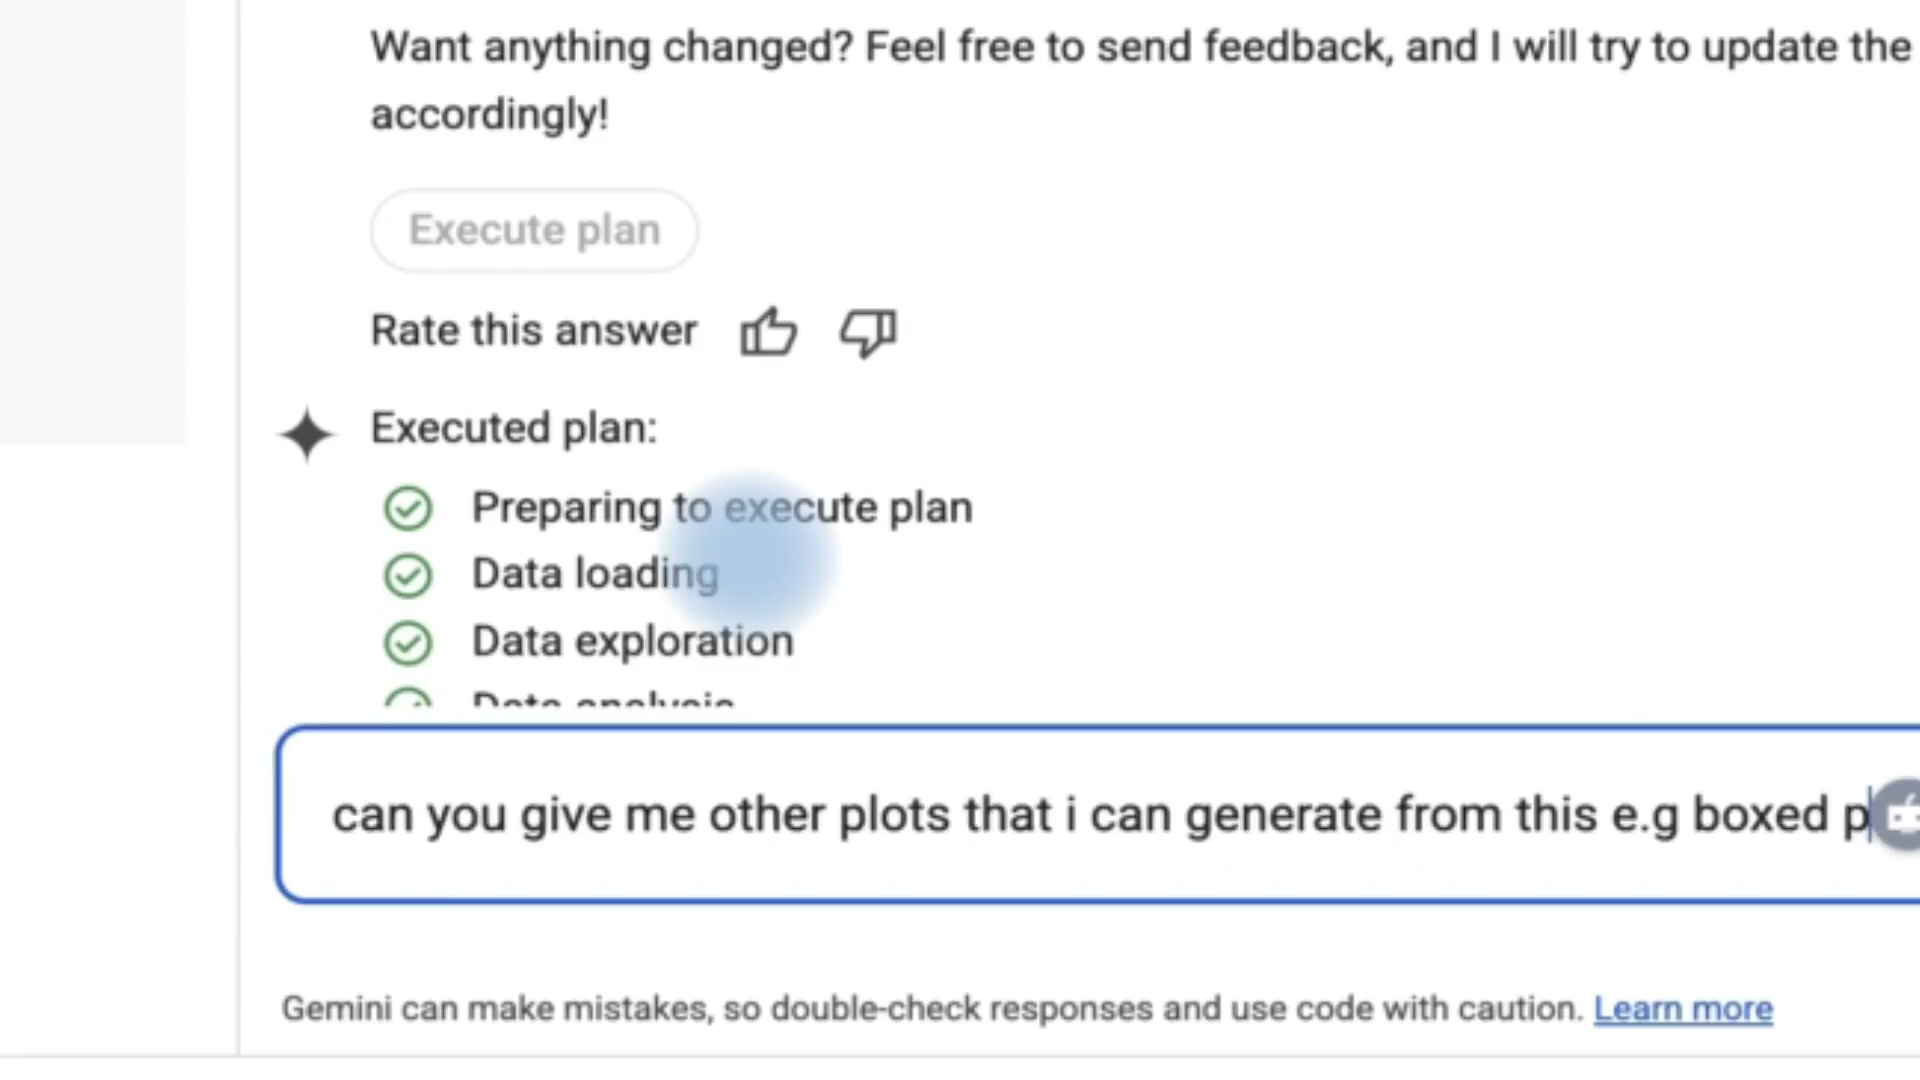 Want anything changed? Feel free to send feedback, and I will try to update the
accordingly!
Execute plan
Rate this answer
Executed plan:
Preparing to execute plan
Data loading
Data exploration
Data analysis
can you give me other plots that i can generate from this e.g boxed p
Gemini can make mistakes, so double-check responses and use code with caution. Learn more